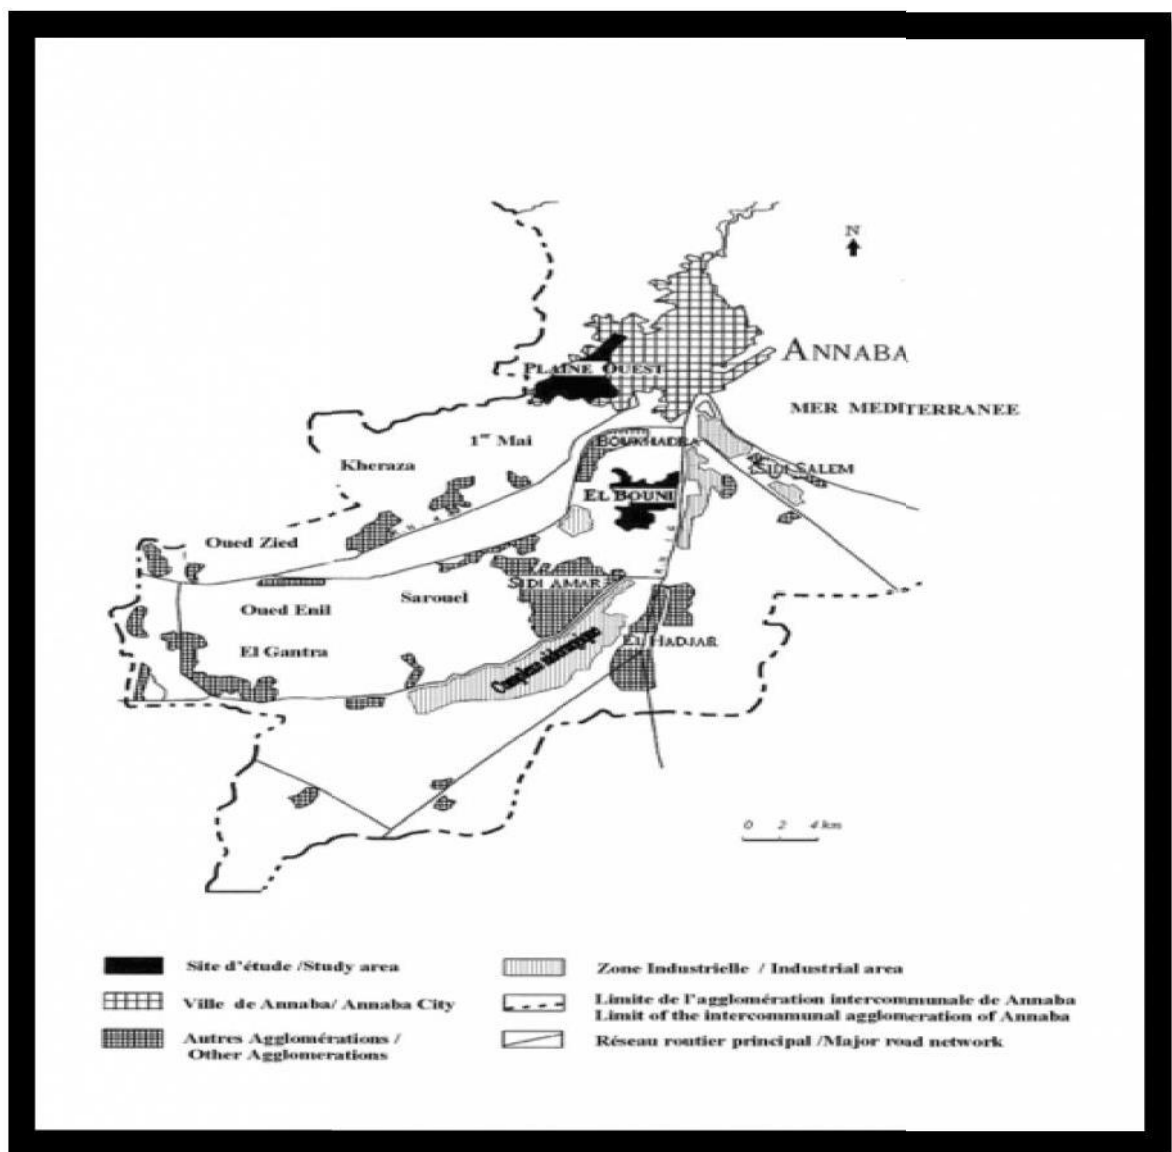 N
ANNABA
PLAINE OUEST
MER MEDITERRANEE
1er Mai
BOUKHADRA
Kheraza
SIDI SALEM
EL BOUNI
Oued Zied
SIDI AMAR
Sarouel
Oued Enil
EL HADJAR
El Gantra
Complexe sidérurgique
0 2 4 km
Site d'étude /Study area
Ville de Annaba/ Annaba City
Autres Agglomérations /
Other Agglomerations
Zone Industrielle / Industrial area
Limite de l'agglomération intercommunale de Annaba
Limit of the intercommunal agglomeration of Annaba
Réseau routier principal /Major road network